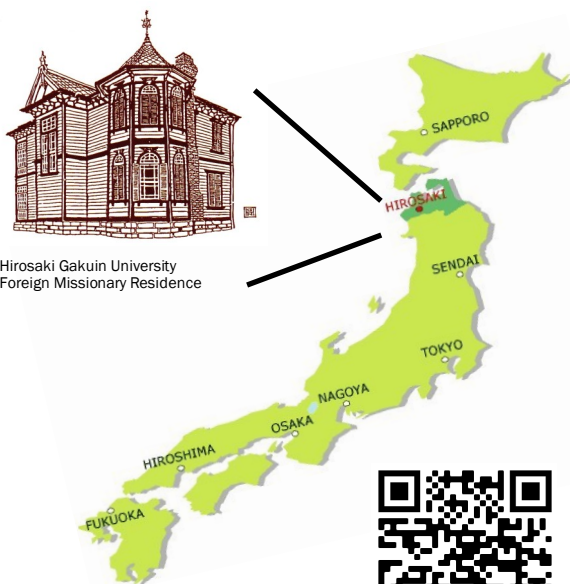 SAPPORO
HIROSAKI
Hirosaki Gakuin University
Foreign Missionary Residence
SENDAI
TOKYO
NAGOYA
OSAKA
HIROSHIMA
FUKUOKA